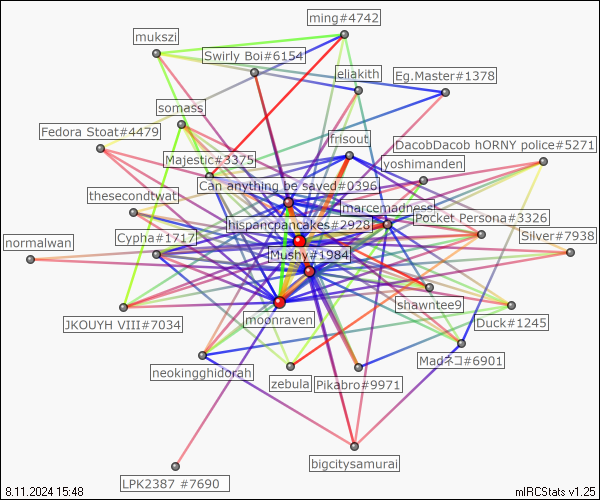 ming#4742
mukszi
Swirly Boi#6154
eliakith
Eg.Master#1378
somass
Fedora Stoat#4479
frisout
DacobDacob hORNY police#5271
Majestic#3375
yoshimanden
Can anything be saved#0396
thesecondtwat
marcemadness
hispancpancakes#2928
Pocket Persona#3326
normalwan
Cypha#1717
Silver#7938
Mushy#1984
shawntee9
JKOUYH VIII#7034
moonraven
Duck#1245
Madネコ#6901
neokingghidorah
zebula
Pikabro#9971
bigcitysamurai
LPK2387 #7690
8.11.2024 15:48
mIRCStats v1.25